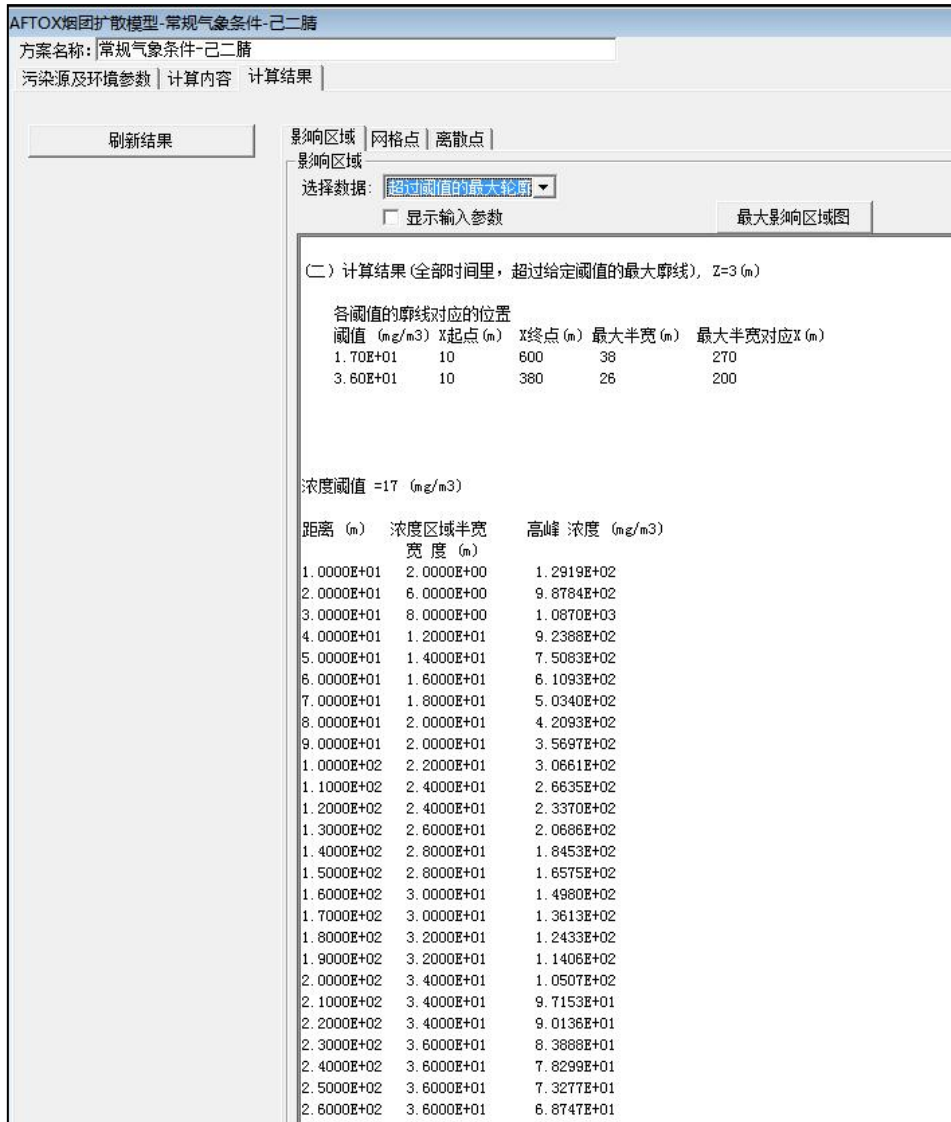 AFTOX烟团扩散模型-常规气象条件-己二腈
方案名称: 常规气象条件-己二腈
污染源及环境参数 计算内容 计算结果
刷新结果
影响区域 网格点 离散点
影响区域
选择数据: 超过阈值的最大轮廓
显示输入参数 最大影响区域图
(二) 计算结果(全部时间里，超过给定阈值的最大廓线), Z=3(m)
各阈值的廓线对应的位置
阈值 (mg/m3) X起点(m) X终点(m) 最大半宽(m) 最大半宽对应X(m)
1.70E+01 10 600 38 270
3.60E+01 10 380 26 200
浓度阈值 =17 (mg/m3)
距离 (m) 浓度区域半宽 高峰 浓度 (mg/m3)
宽 度 (m)
1.0000E+01 2.0000E+00 1.2919E+02
2.0000E+01 6.0000E+00 9.8784E+02
3.0000E+01 8.0000E+00 1.0870E+03
4.0000E+01 1.2000E+01 9.2388E+02
5.0000E+01 1.4000E+01 7.5083E+02
6.0000E+01 1.6000E+01 6.1093E+02
7.0000E+01 1.8000E+01 5.0340E+02
8.0000E+01 2.0000E+01 4.2093E+02
9.0000E+01 2.0000E+01 3.5697E+02
1.0000E+02 2.2000E+01 3.0661E+02
1.1000E+02 2.4000E+01 2.6635E+02
1.2000E+02 2.4000E+01 2.3370E+02
1.3000E+02 2.6000E+01 2.0686E+02
1.4000E+02 2.8000E+01 1.8453E+02
1.5000E+02 2.8000E+01 1.6575E+02
1.6000E+02 3.0000E+01 1.4980E+02
1.7000E+02 3.0000E+01 1.3613E+02
1.8000E+02 3.2000E+01 1.2433E+02
1.9000E+02 3.2000E+01 1.1406E+02
2.0000E+02 3.4000E+01 1.0507E+02
2.1000E+02 3.4000E+01 9.7153E+01
2.2000E+02 3.4000E+01 9.0136E+01
2.3000E+02 3.6000E+01 8.3888E+01
2.4000E+02 3.6000E+01 7.8299E+01
2.5000E+02 3.6000E+01 7.3277E+01
2.6000E+02 3.6000E+01 6.8747E+01